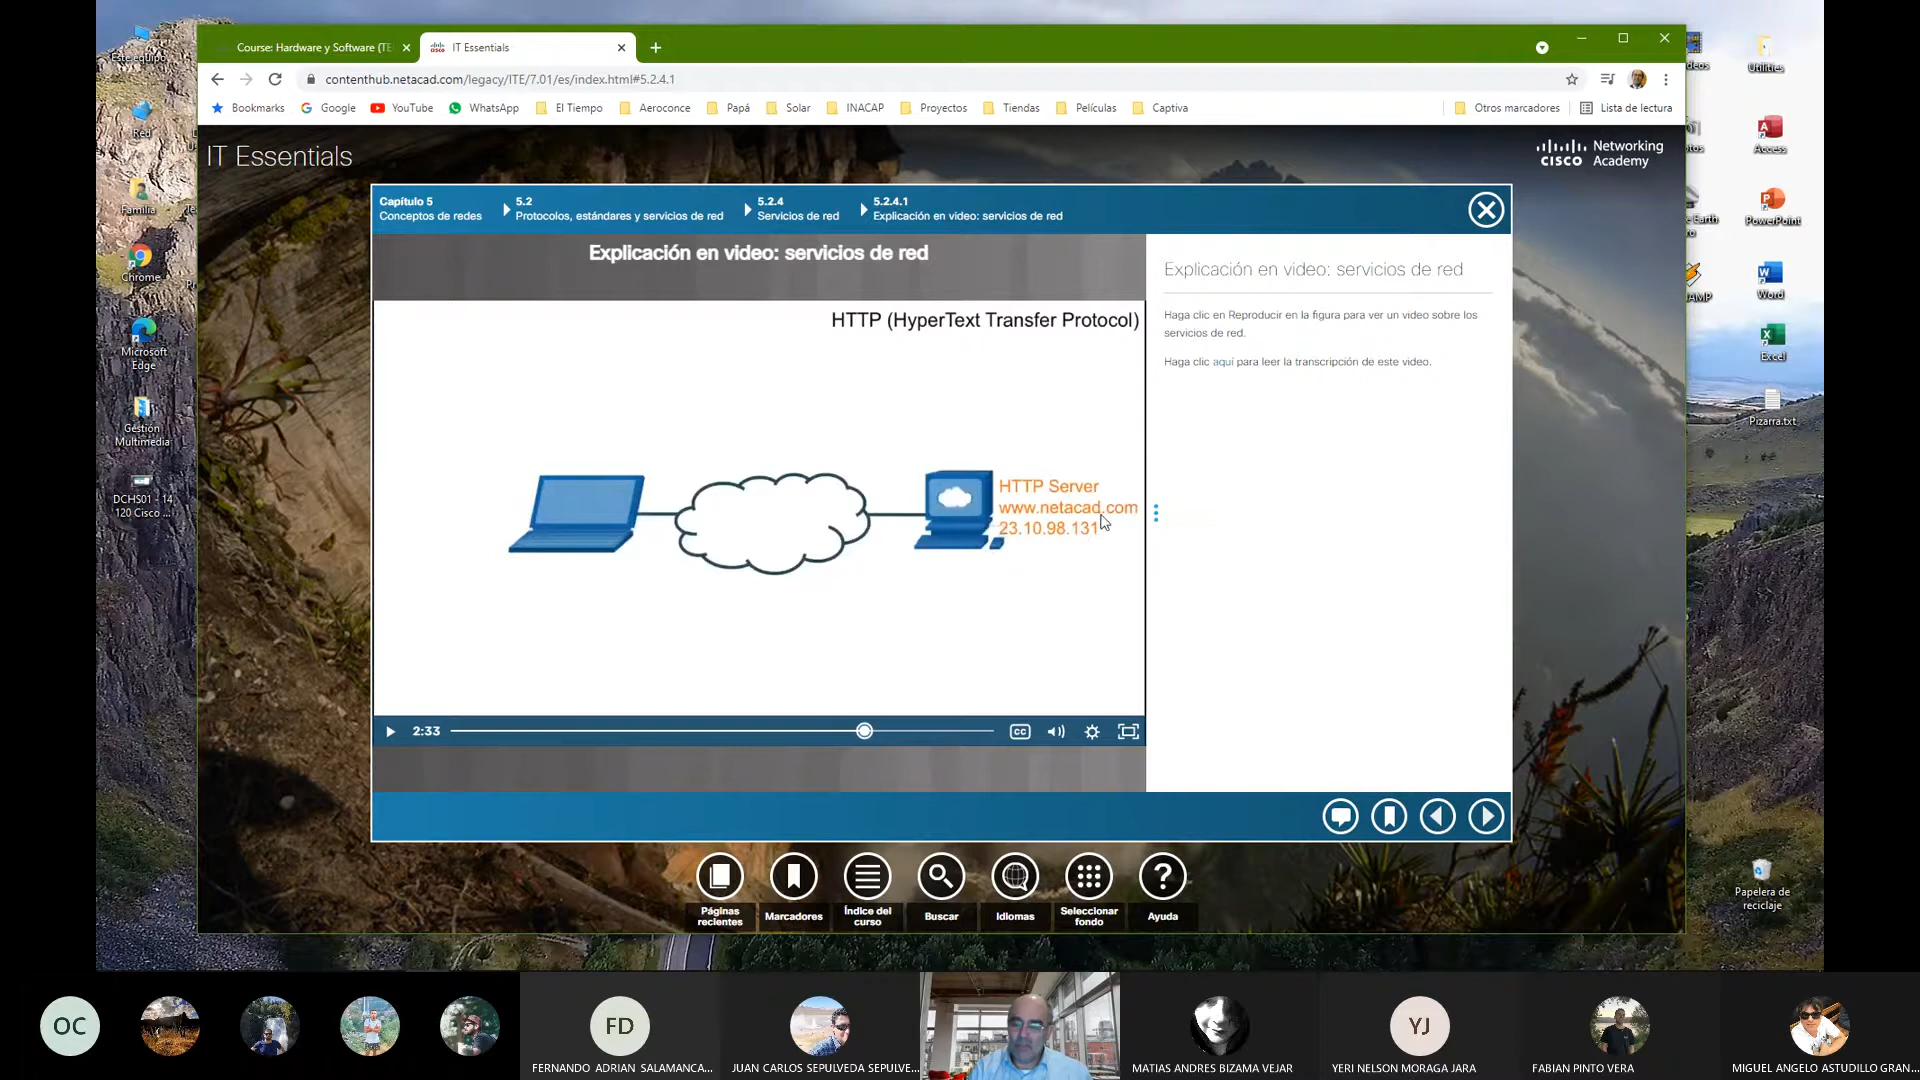 Este equipo
Red
Familia
Chrome
Microsoft
Edge
Gestión
Multimedia
DCHS01 - 14
120 Cisco ...
Course: Hardware y Software (TE
IT Essentials
contenthub.netacad.com/legacy/ITE/7.01/es/index.html#5.2.4.1
Bookmarks
Google
YouTube
WhatsApp
El Tiempo
Aeroconce
Papá
Solar
INACAP
Proyectos
Tiendas
Películas
Captiva
Otros marcadores
Lista de lectura
IT Essentials
CISCO
Networking
Academy
Capítulo 5
Conceptos de redes
5.2
Protocolos, estándares y servicios de red
5.2.4
Servicios de red
5.2.4.1
Explicación en video: servicios de red
Explicación en video: servicios de red
HTTP (HyperText Transfer Protocol)
HTTP Server
www.netacad.com
23.10.98.131
2:33
CC
Explicación en video: servicios de red
Haga clic en Reproducir en la figura para ver un video sobre los
servicios de red.
Haga clic aquí para leer la transcripción de este video.
Páginas
recientes
Marcadores
Índice del
curso
Buscar
Idiomas
Seleccionar
fondo
Ayuda
Utilities
Access
PowerPoint
Word
Excel
Pizarra.txt
Papelera de
reciclaje
OC
FD
FERNANDO ADRIAN SALAMANCA...
JUAN CARLOS SEPULVEDA SEPULVE...
MATIAS ANDRES BIZAMA VEJAR
YJ
YERI NELSON MORAGA JARA
FABIAN PINTO VERA
MIGUEL ANGELO ASTUDILLO GRAN...